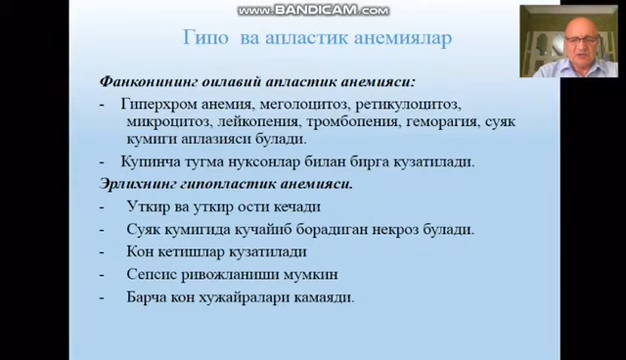 www.BANDICAM.com
Гипо ва апластик анемиялар
Фанконининг оилавий апластик анемияси:
- Гиперхром анемия, меголоцитоз, ретикулоцитоз,
микроцитоз, лейкопения, тромбопения, геморагия, суяк
кумиги аплазияси булади.
- Купинча тугма нуксонлар билан бирга кузатилади.
Эрлихнинг гипопластик анемияси.
- Уткир ва уткир ости кечади
- Суяк кумигида кучайиб борадиган некроз булади.
- Кон кетишлар кузатилади
- Сепсис ривожланиши мумкин
- Барча кон хужайралари камаяди.